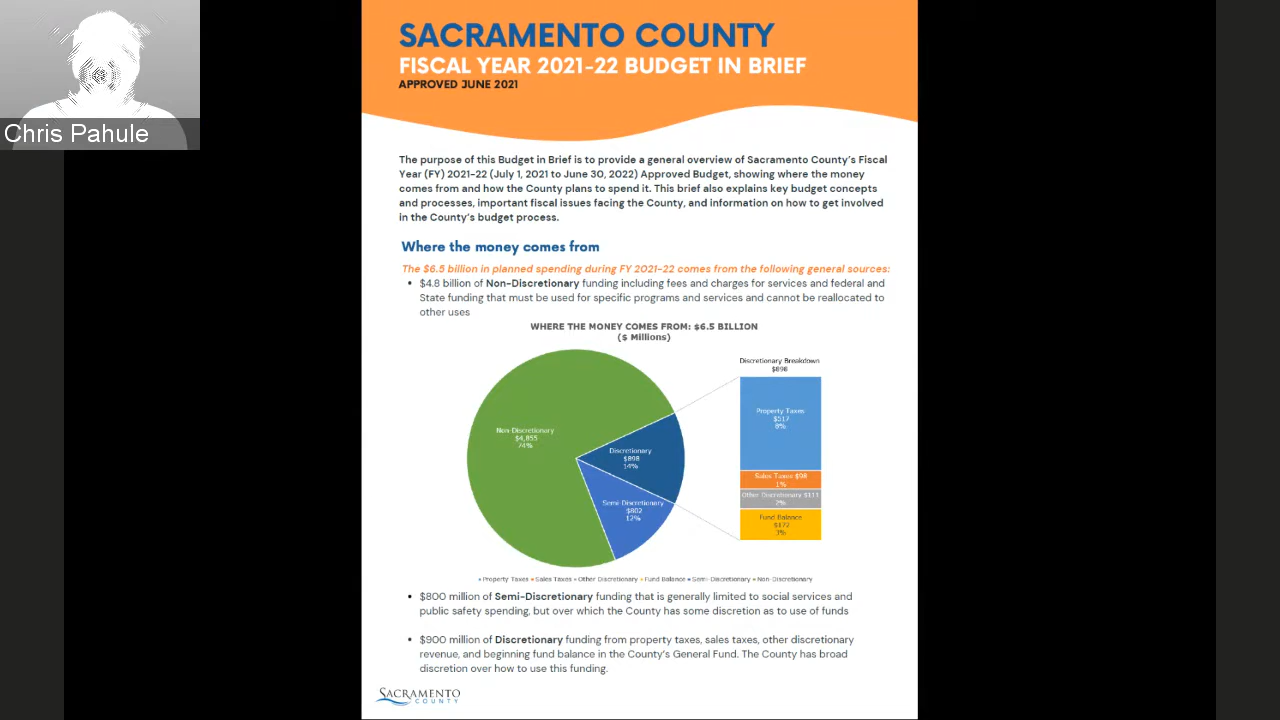 Chris Pahule
SACRAMENTO COUNTY
FISCAL YEAR 2021-22 BUDGET IN BRIEF
APPROVED JUNE 2021
The purpose of this Budget in Brief is to provide a general overview of Sacramento County's Fiscal
Year (FY) 2021-22 (July 1, 2021 to June 30, 2022) Approved Budget, showing where the money
comes from and how the County plans to spend it. This brief also explains key budget concepts
and processes, important fiscal issues facing the County, and information on how to get involved
in the County's budget process.
Where the money comes from
The $6.5 billion in planned spending during FY 2021-22 comes from the following general sources:
• $4.8 billion of Non-Discretionary funding including fees and charges for services and federal and
State funding that must be used for specific programs and services and cannot be reallocated to
other uses
WHERE THE MONEY COMES FROM: $6.5 BILLION
($ Millions)
Discretionary Breakdown
$898
Property Taxes
$517
8%
Non-Discretionary
$4,855
74%
Discretionary
$898
14%
Sales Taxes $98
1%
Other Discretionary $111
2%
Semi-Discretionary
$802
12%
Fund Balance
$172
3%
Property Taxes Sales Taxes Other Discretionary Fund Balance Semi-Discretionary Non-Discretionary
• $800 million of Semi-Discretionary funding that is generally limited to social services and
public safety spending, but over which the County has some discretion as to use of funds
• $900 million of Discretionary funding from property taxes, sales taxes, other discretionary
revenue, and beginning fund balance in the County's General Fund. The County has broad
discretion over how to use this funding.
SACRAMENTO
COUNTY